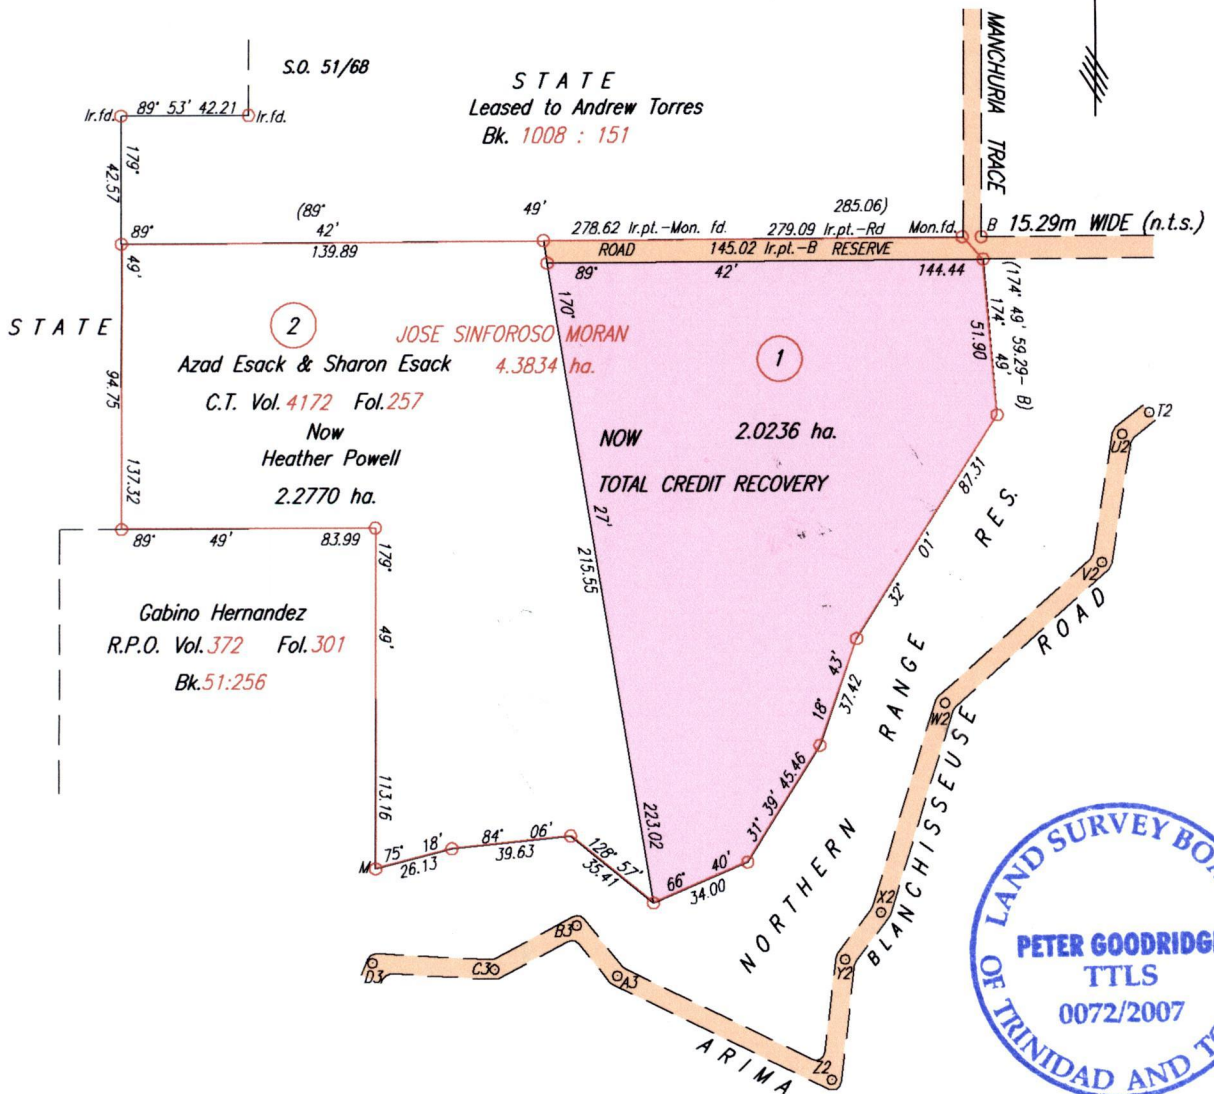 S.O. 51/6B
STATE
Leased to Andrew Torres
Bk. 1008 : 151
MANCHURIA TRACE
Ir.fd.
89° 53' 42.21
Ir.fd.
179°
42.57
(89° 49'
285.06)
89°
42'
139.89
278.62 Ir.pt.-Mon. fd.
279.09 Ir.pt.-Rd
Mon.fd.
B
15.29m WIDE (n.t.s.)
ROAD
145.02 Ir.pt.-B
RESERVE
89°
42'
144.44
49'
94.75
137.32
STATE
2
JOSE SINFOROSO MORAN
4.3834 ha.
Azad Esack & Sharon Esack
C.T. Vol. 4172 Fol.257
Now
Heather Powell
2.2770 ha.
170°
27'
215.55
223.02
1
NOW
2.0236 ha.
TOTAL CREDIT RECOVERY
(174° 49' 59.29- B)
174° 49'
51.90
87.31
01'
32°
43'
37.42
18°
45.46
39'
31°
66° 40'
34.00
89° 49' 83.99
179°
49'
113.16
Gabino Hernandez
R.P.O. Vol.372 Fol.301
Bk.51:256
M
75° 18'
26.13
84° 06'
39.63
128° 57'
35.41
NORTHERN RANGE RES.
T2
U2
V2
W2
X2
Y2
Z2
A3
B3
C3
D3
ARIMA BLANCHISSEUSE ROAD
LAND SURVEY BOA
OF TRINIDAD AND TO
PETER GOODRIDG
TTLS
0072/2007